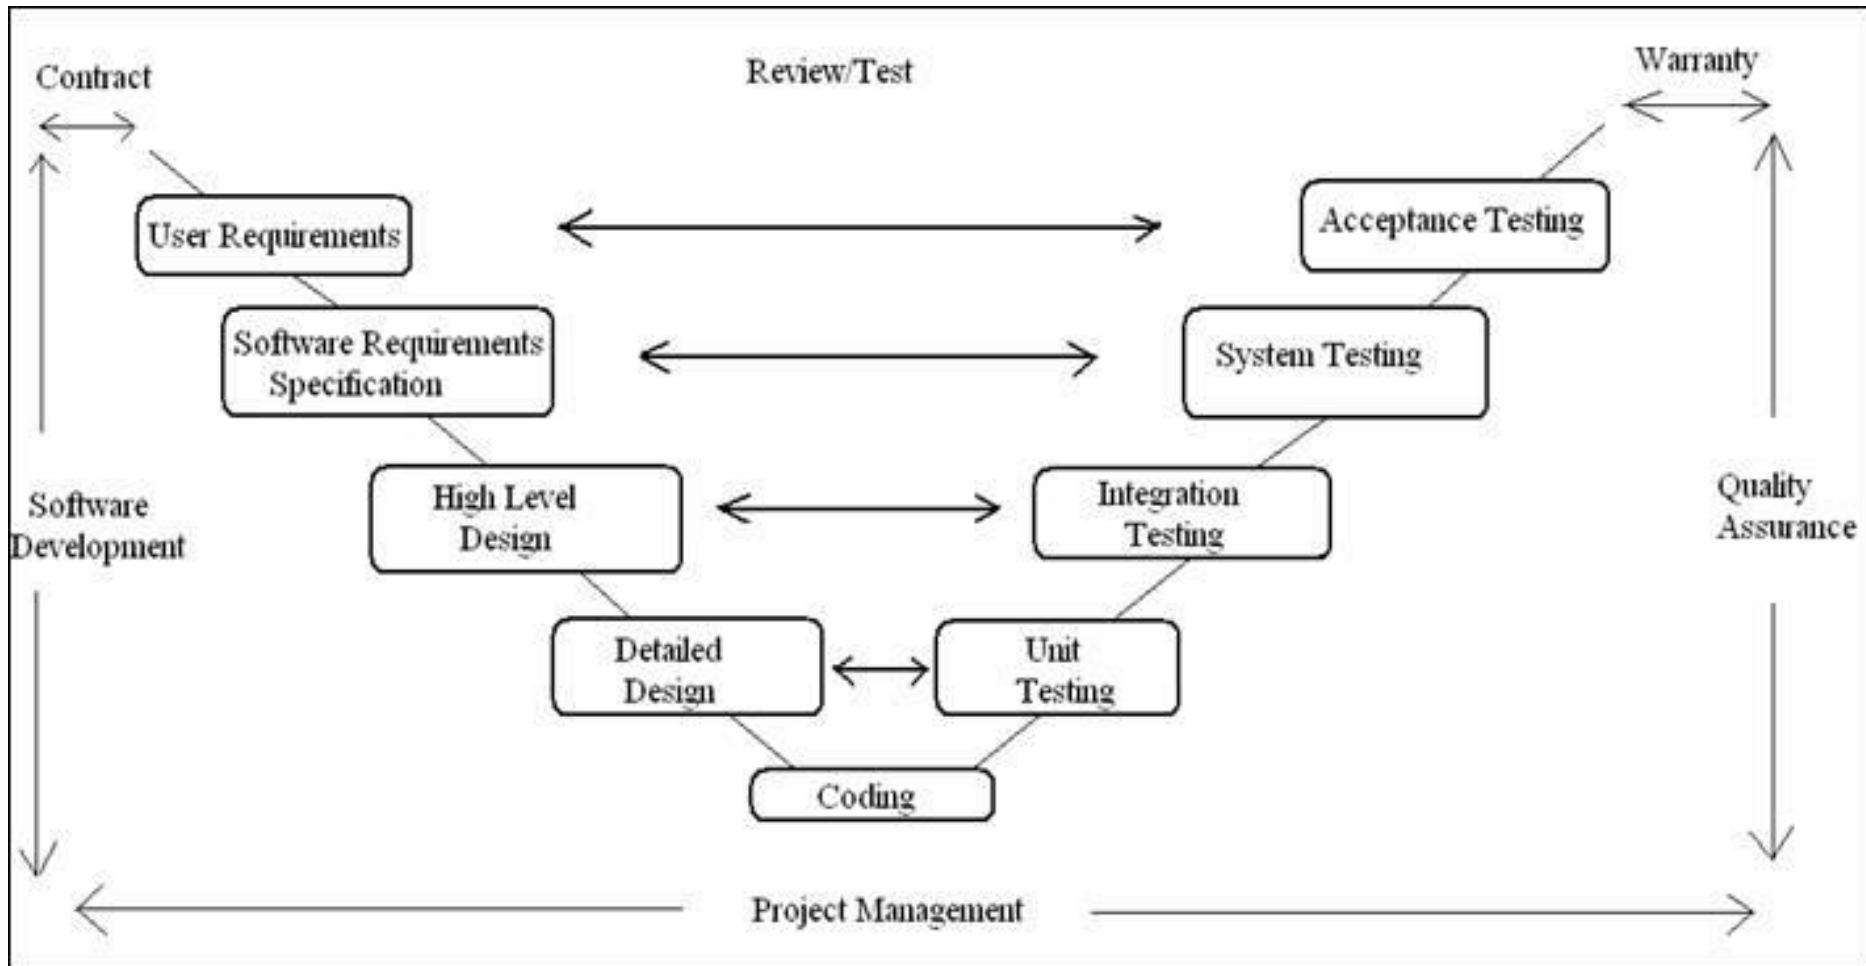 Contract
Review/Test
Warranty
User Requirements
Acceptance Testing
Software Requirements
Specification
System Testing
High Level
Design
Integration
Testing
Software
Development
Quality
Assurance
Detailed
Design
Unit
Testing
Coding
Project Management